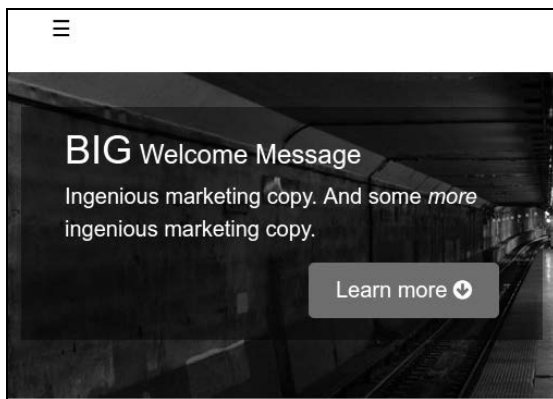 BIG Welcome Message
Ingenious marketing copy. And some more
ingenious marketing copy.
Learn more